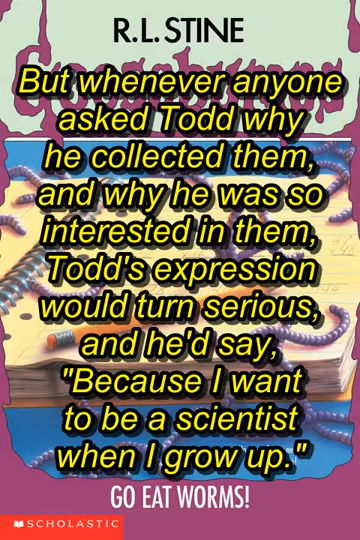 R.L. STINE
Goosebumps
But whenever anyone
asked Todd why
he collected them,
and why he was so
interested in them,
Todd's expression
would turn serious,
and he'd say,
"Because I want
to be a scientist
when I grow up."
GO EAT WORMS!
SCHOLASTIC